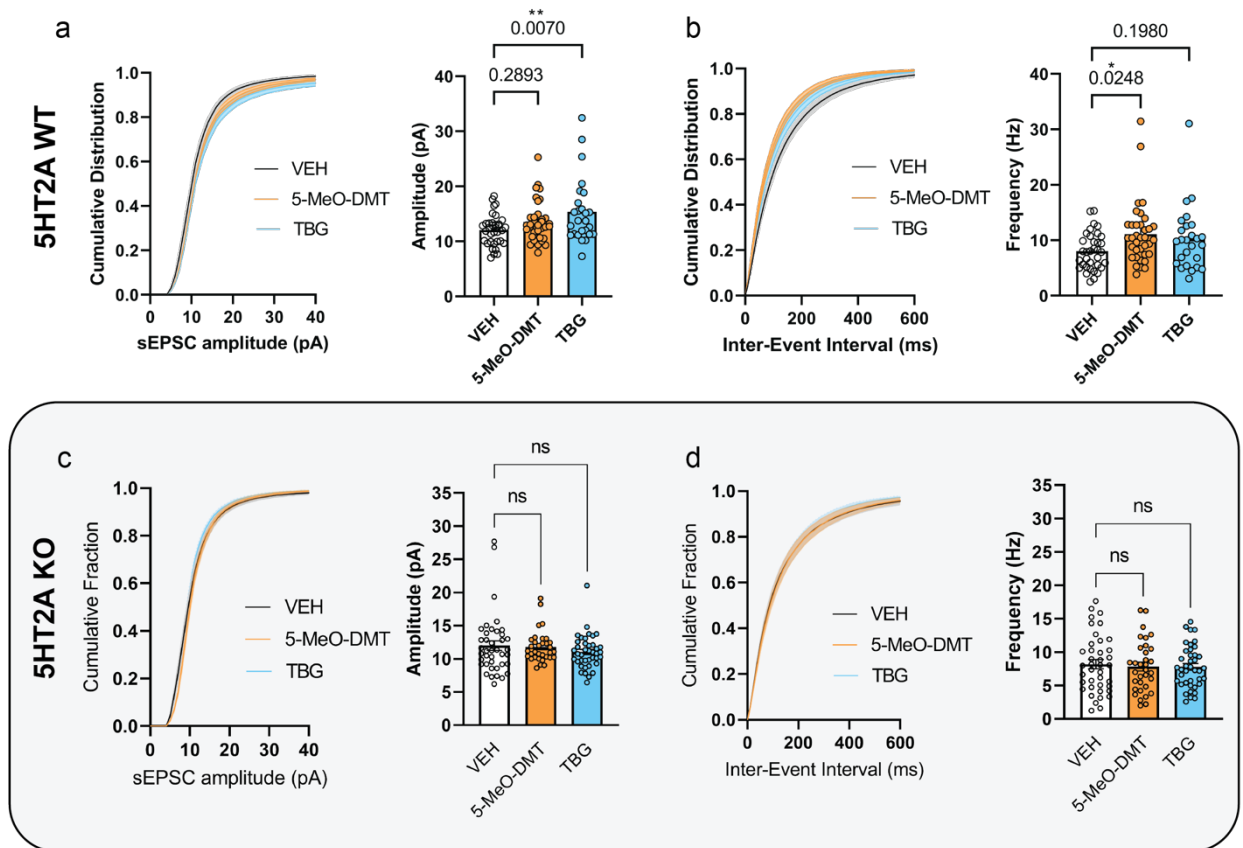 a
b
5HT2A WT
Cumulative Distribution
1.0
0.8
0.6
0.4
0.2
0.0
0 10 20 30 40
sEPSC amplitude (pA)
VEH
5-MeO-DMT
TBG
**
0.0070
0.2893
Amplitude (pA)
40
30
20
10
0
VEH
5-MeO-DMT
TBG
Cumulative Distribution
1.0
0.8
0.6
0.4
0.2
0.0
0 200 400 600
Inter-Event Interval (ms)
VEH
5-MeO-DMT
TBG
0.1980
*
0.0248
Frequency (Hz)
40
30
20
10
0
VEH
5-MeO-DMT
TBG
5HT2A KO
c
d
Cumulative Fraction
1.0
0.8
0.6
0.4
0.2
0.0
0 10 20 30 40
sEPSC amplitude (pA)
VEH
5-MeO-DMT
TBG
ns
ns
Amplitude (pA)
35
30
25
20
15
10
5
0
VEH
5-MeO-DMT
TBG
Cumulative Fraction
1.0
0.8
0.6
0.4
0.2
0.0
0 200 400 600
Inter-Event Interval (ms)
VEH
5-MeO-DMT
TBG
ns
ns
Frequency (Hz)
35
30
25
20
15
10
5
0
VEH
5-MeO-DMT
TBG